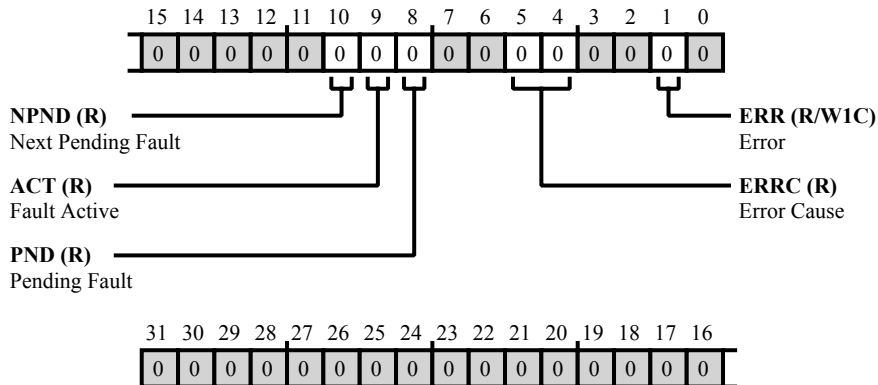 15 14 13 12 11 10 9 8 7 6 5 4 3 2 1 0
0 0 0 0 0 0 0 0 0 0 0 0 0 0 0 0
NPND (R)
Next Pending Fault
ERR (R/W1C)
Error
ACT (R)
Fault Active
ERRC (R)
Error Cause
PND (R)
Pending Fault
31 30 29 28 27 26 25 24 23 22 21 20 19 18 17 16
0 0 0 0 0 0 0 0 0 0 0 0 0 0 0 0